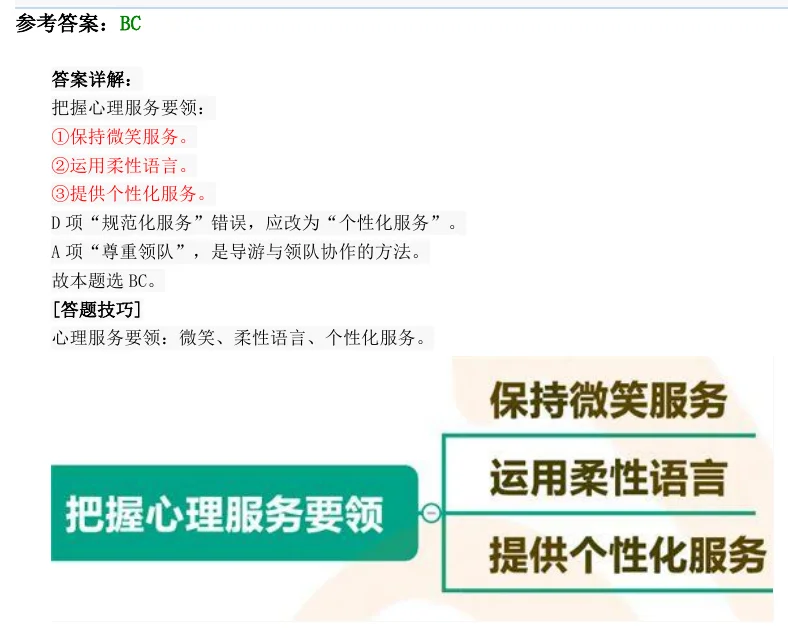 参考答案：BC
答案详解：
把握心理服务要领：
①保持微笑服务。
②运用柔性语言。
③提供个性化服务。
D 项“规范化服务”错误，应改为“个性化服务”。
A 项“尊重领队”，是导游与领队协作的方法。
故本题选 BC。
[答题技巧]
心理服务要领：微笑、柔性语言、个性化服务。
把握心理服务要领
保持微笑服务
运用柔性语言
提供个性化服务